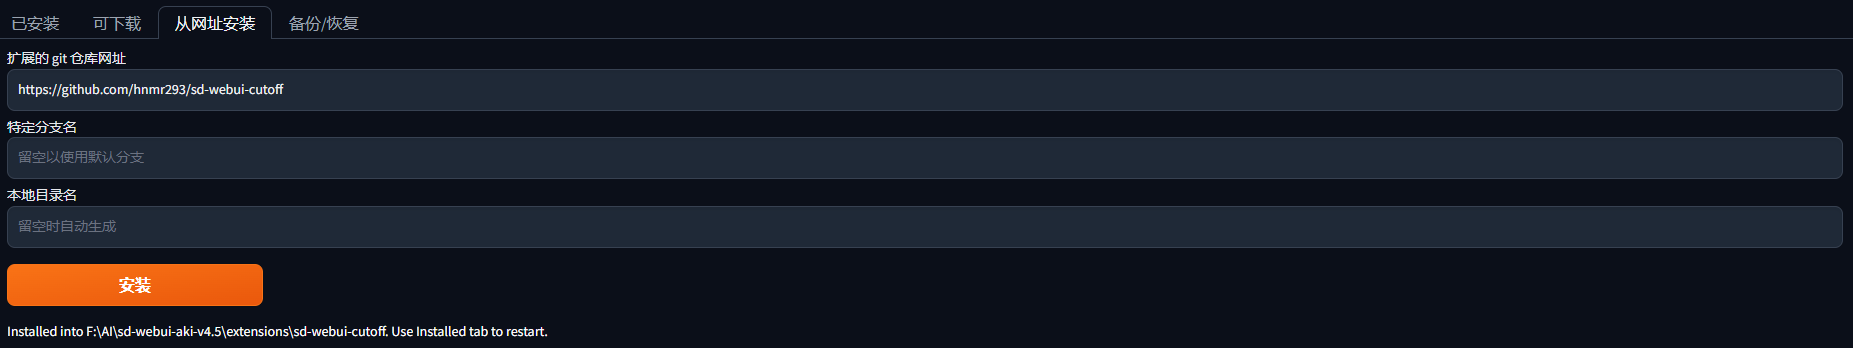 已安装 可下载 从网址安装 备份/恢复
扩展的 git 仓库网址
https://github.com/hnmr293/sd-webui-cutoff
特定分支名
留空以使用默认分支
本地目录名
留空时自动生成
安装
Installed into F:\AI\sd-webui-aki-v4.5\extensions\sd-webui-cutoff. Use Installed tab to restart.